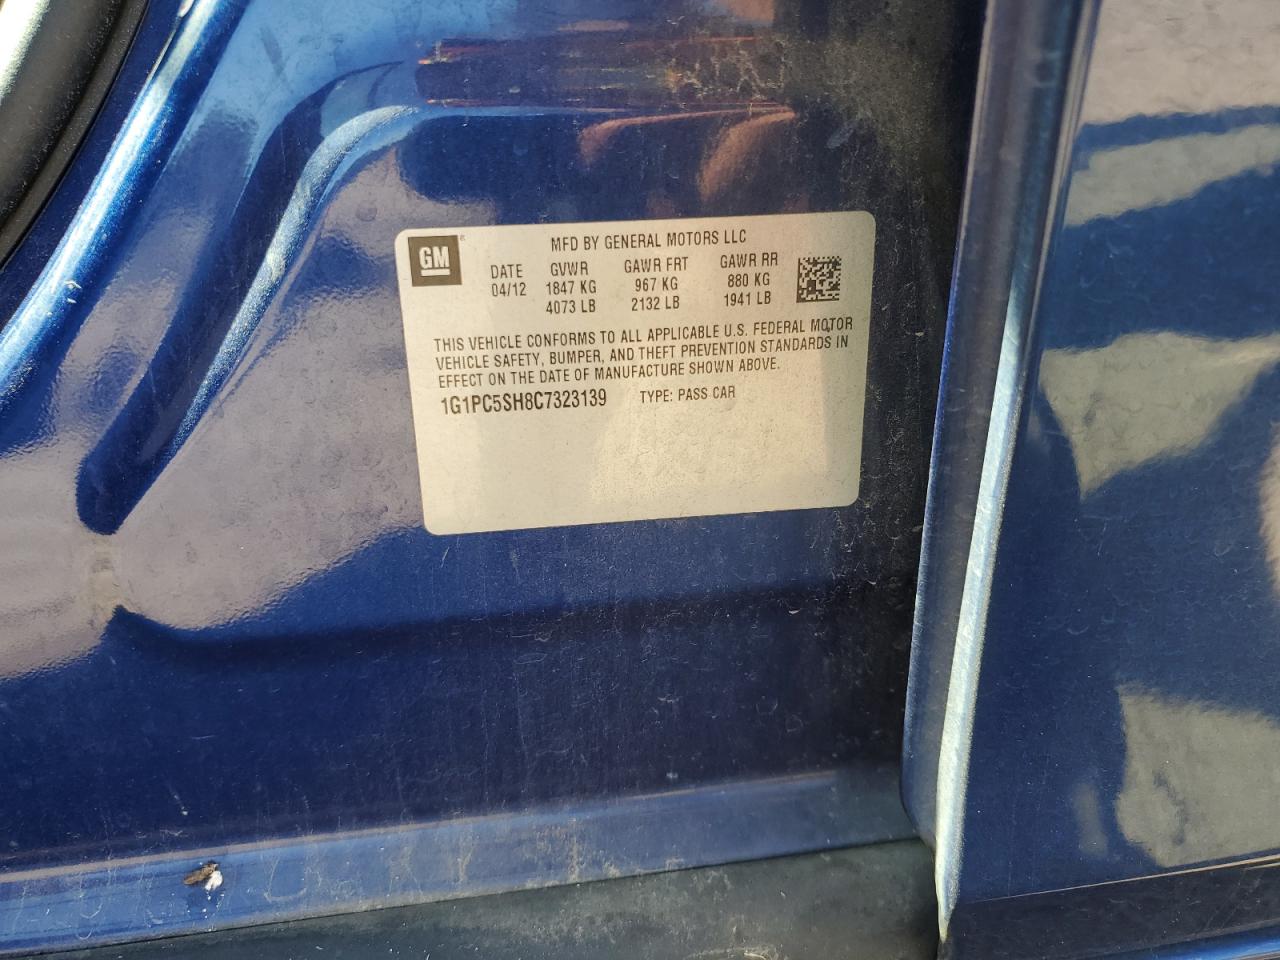 GM
MFD BY GENERAL MOTORS LLC
DATE GVWR GAWR FRT GAWR RR
04/12 1847 KG 967 KG 880 KG
4073 LB 2132 LB 1941 LB
THIS VEHICLE CONFORMS TO ALL APPLICABLE U.S. FEDERAL MOTOR
VEHICLE SAFETY, BUMPER, AND THEFT PREVENTION STANDARDS IN
EFFECT ON THE DATE OF MANUFACTURE SHOWN ABOVE.
1G1PC5SH8C7323139 TYPE: PASS CAR